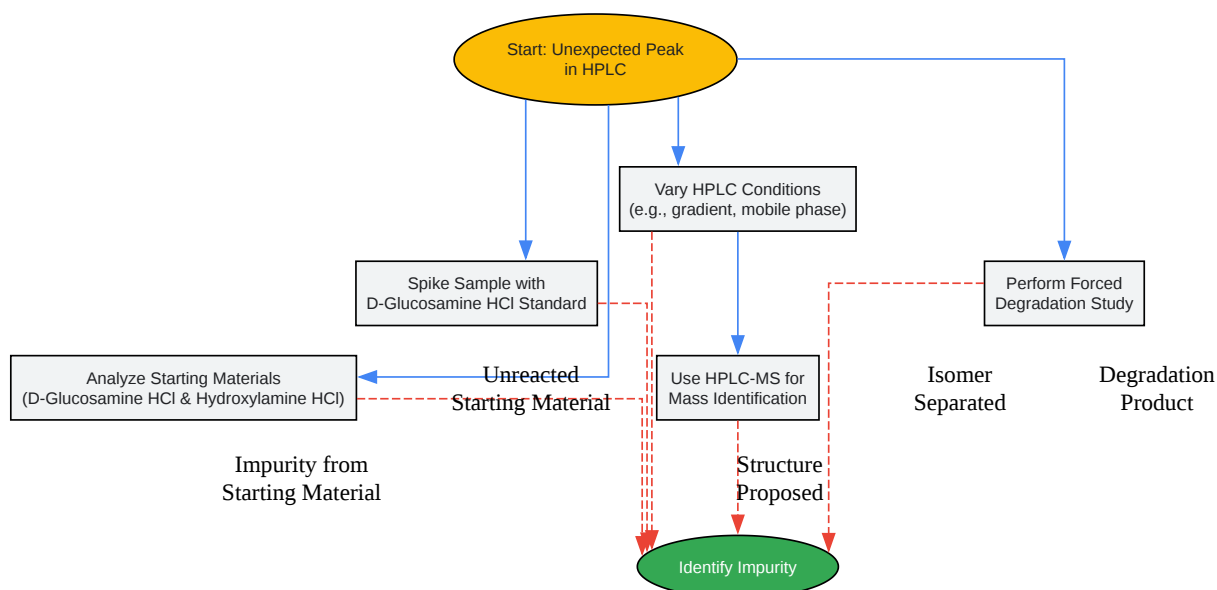 Start: Unexpected Peak
in HPLC
Vary HPLC Conditions
(e.g., gradient, mobile phase)
Spike Sample with
D-Glucosamine HCl Standard
Perform Forced
Degradation Study
Analyze Starting Materials
(D-Glucosamine HCl & Hydroxylamine HCl)
Unreacted
Starting Material
Use HPLC-MS for
Mass Identification
Isomer
Separated
Degradation
Product
Impurity from
Starting Material
Structure
Proposed
Identify Impurity